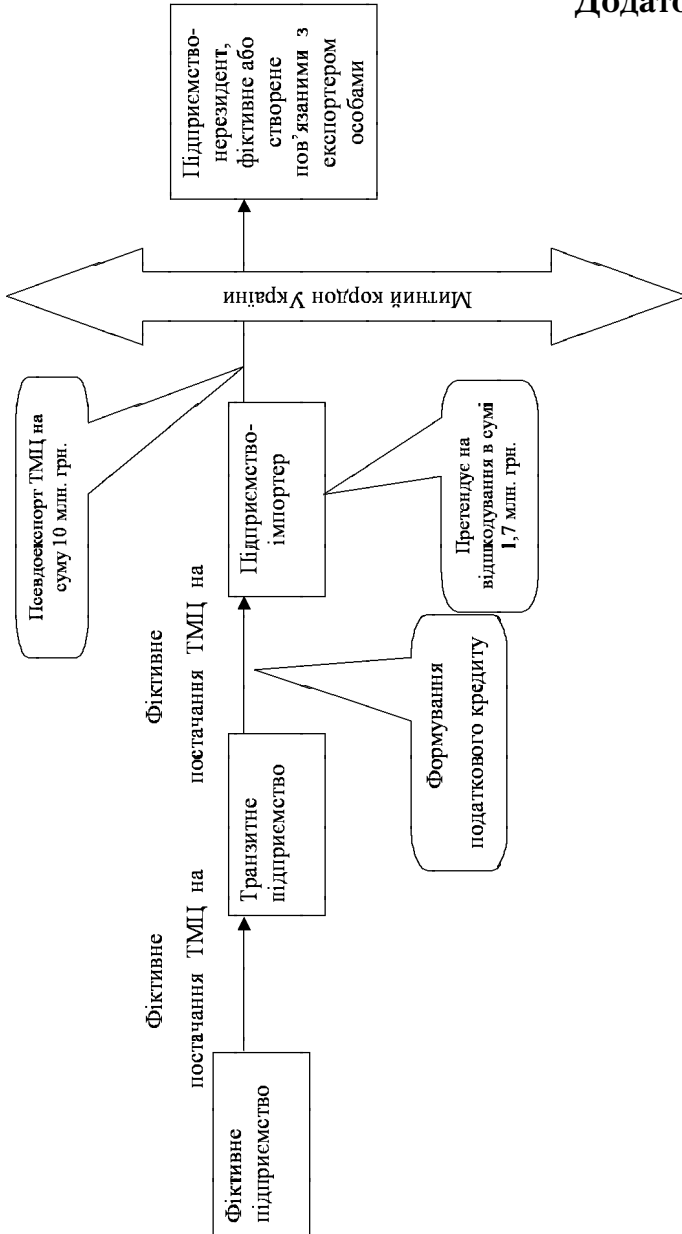 Додато
Фіктивне
підприємство
Фіктивне
постачання ТМЦ на
Транзитне
підприємство
Фіктивне
постачання ТМЦ на
Формування
податкового кредиту
Підприємство-
імпортер
Псевдоекспорт ТМЦ на
суму 10 млн. грн.
Претендує на
відшкодування в сумі
1,7 млн. грн.
Митний кордон України
Підприємство-
нерезидент,
фіктивне або
створене
пов’язаними з
експортером
особами